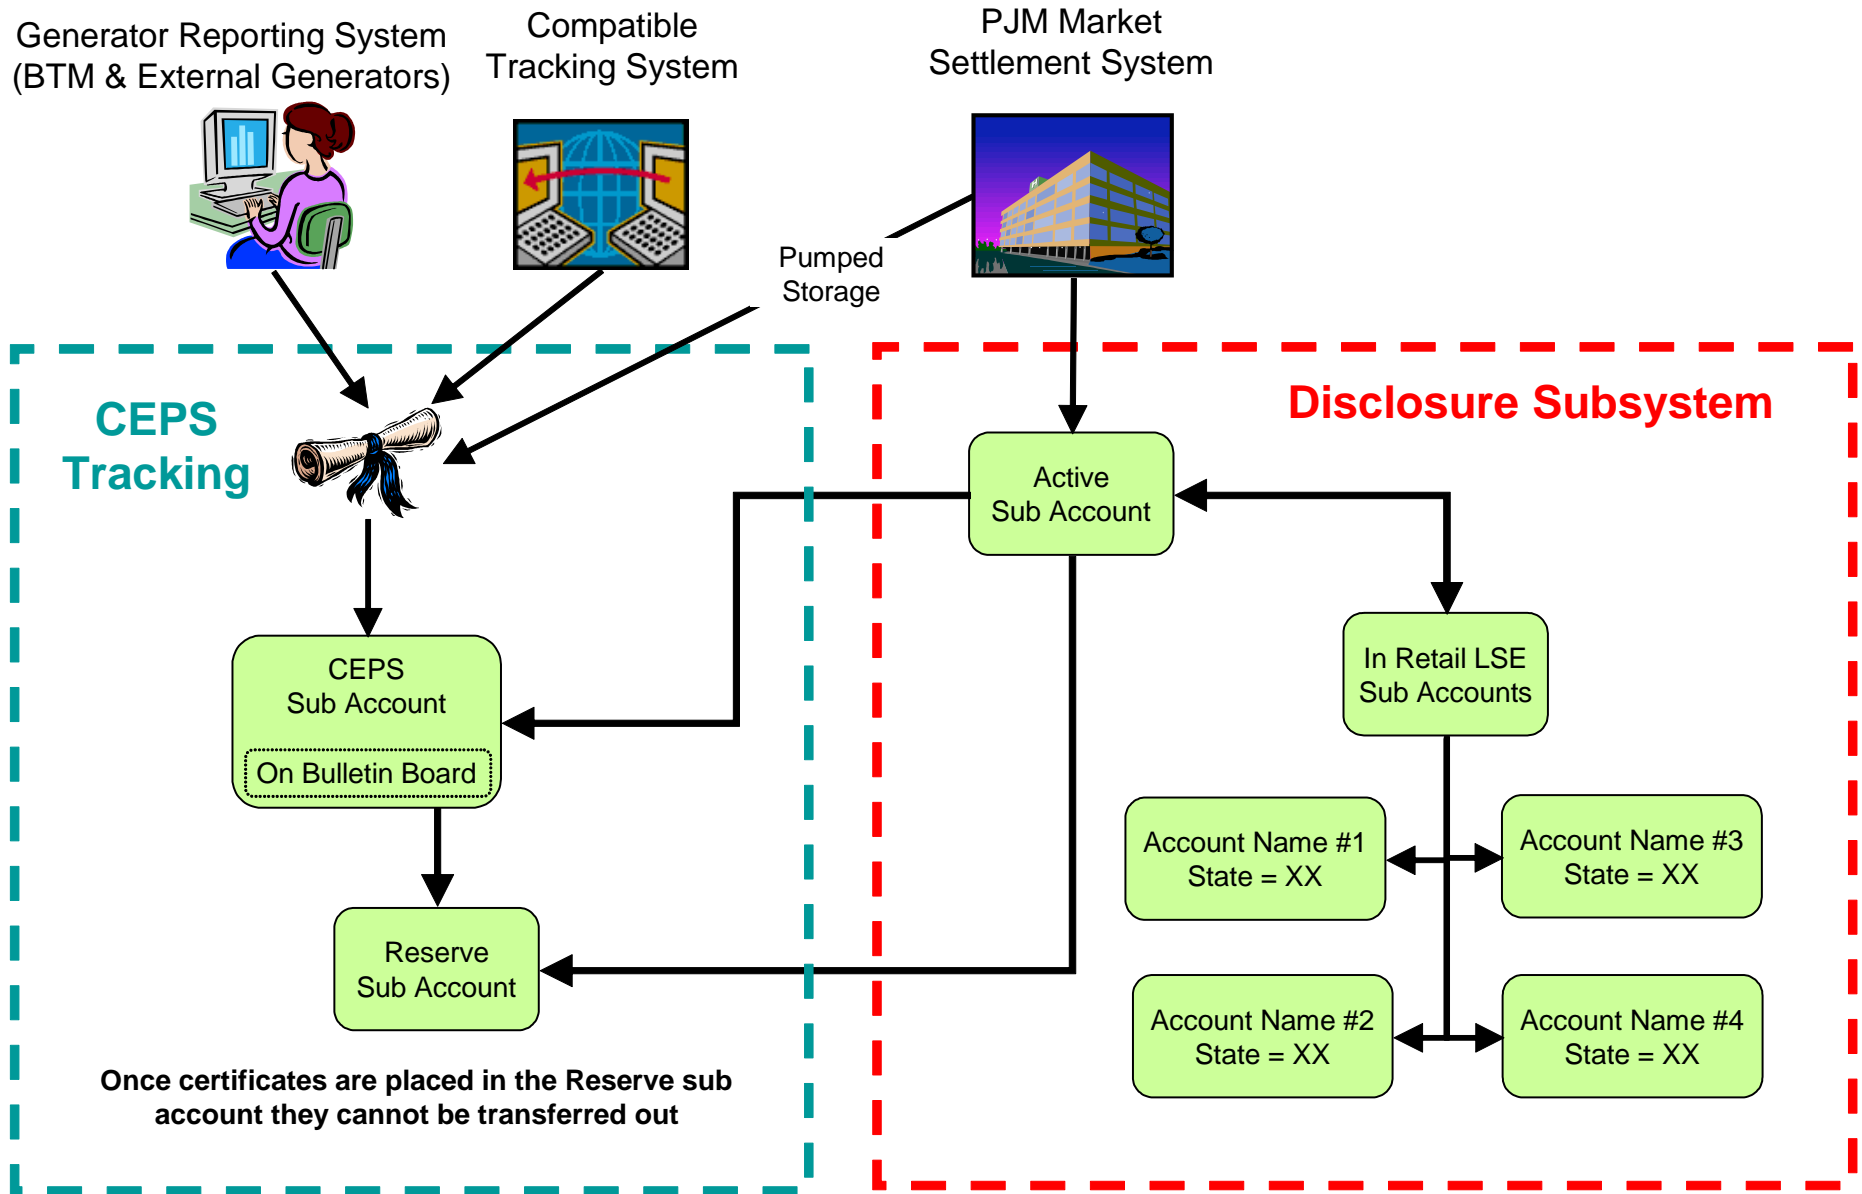 Generator Reporting System
(BTM & External Generators)
Compatible
Tracking System
PJM Market
Settlement System
Pumped
Storage
CEPS
Tracking
Disclosure Subsystem
Active
Sub Account
CEPS
Sub Account
On Bulletin Board
In Retail LSE
Sub Accounts
Account Name #1
State = XX
Account Name #3
State = XX
Reserve
Sub Account
Account Name #2
State = XX
Account Name #4
State = XX
Once certificates are placed in the Reserve sub
account they cannot be transferred out